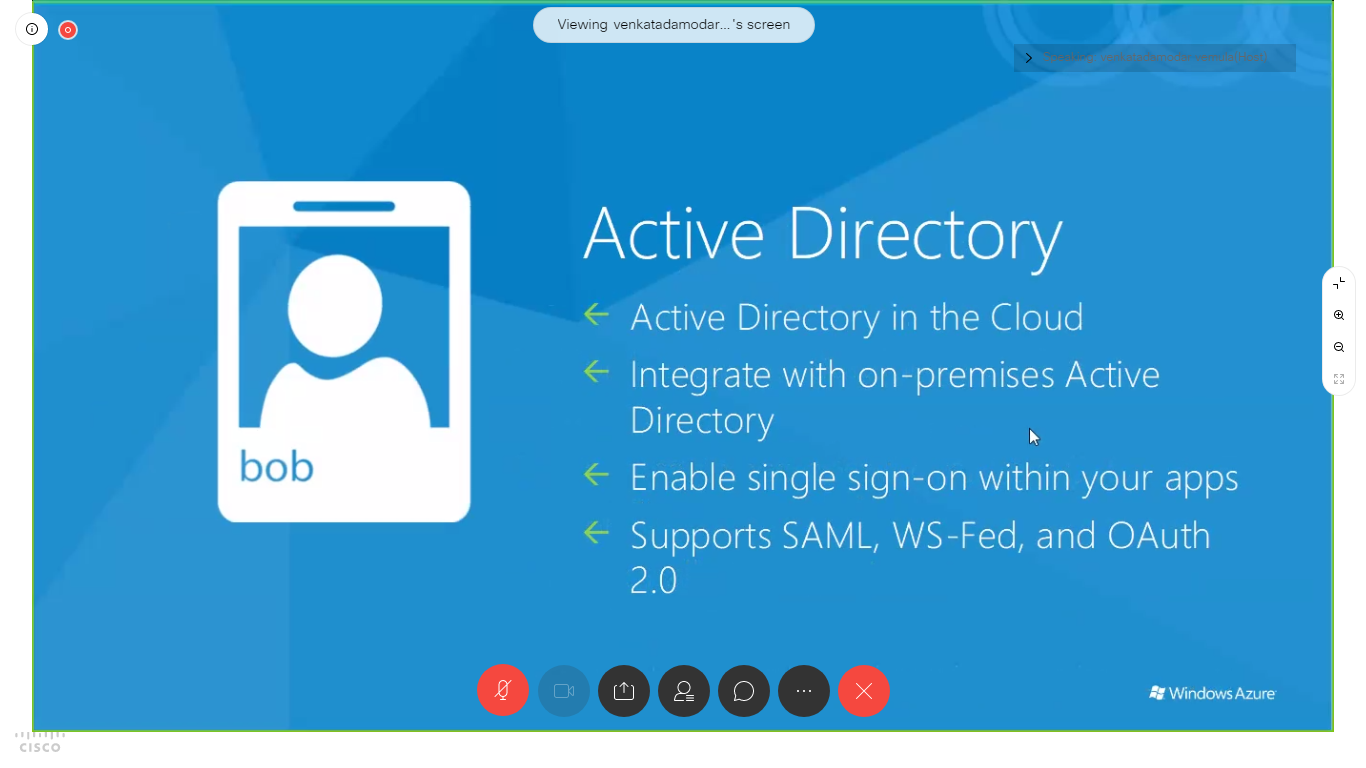 Viewing venkatadamodar... 's screen
Active Directory
Active Directory in the Cloud
Integrate with on-premises Active
Directory
Enable single sign-on within your apps
Supports SAML, WS-Fed, and OAuth
2.0
bob
Windows Azure
CISCO